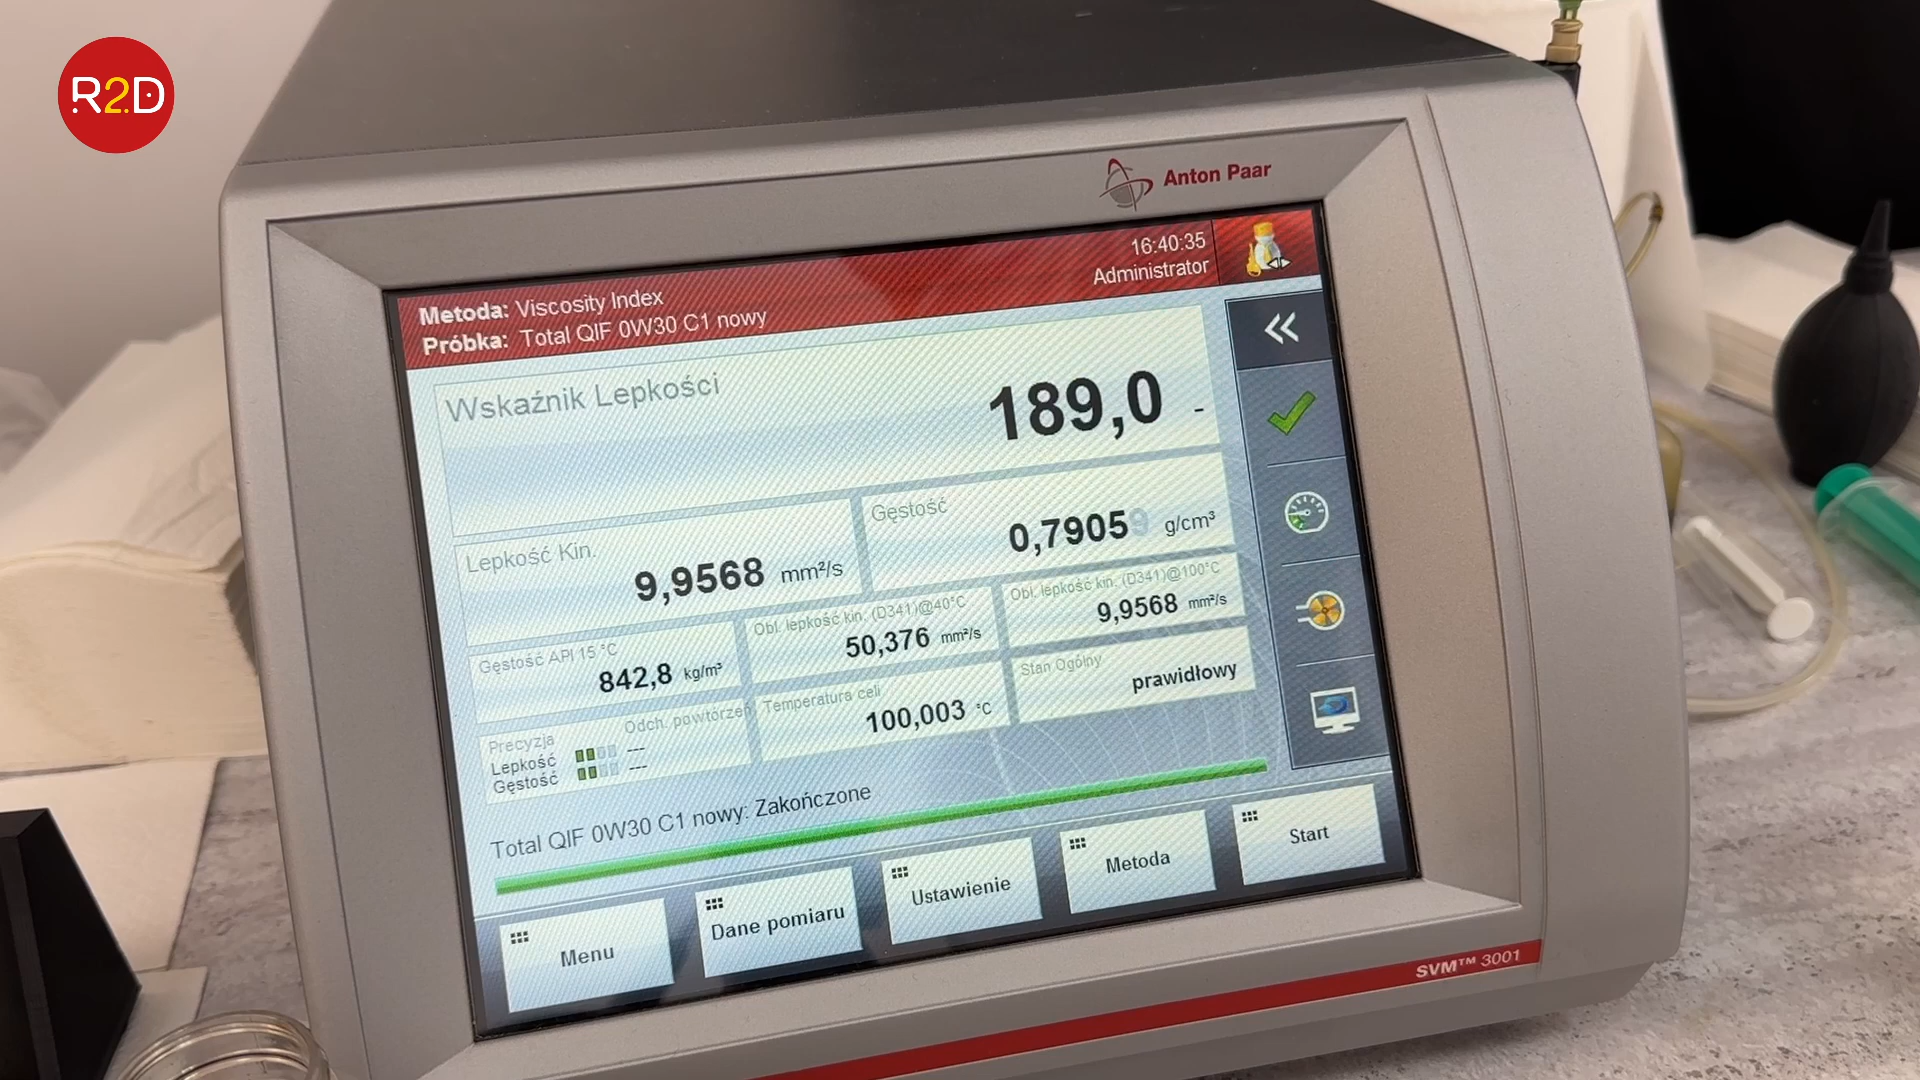 R2D
Anton Paar
Metoda: Viscosity Index
Próbka: Total QIF 0W30 C1 nowy
16:40:35
Administrator
Wskaźnik Lepkości
189,0 -
Lepkość Kin.
9,9568 mm²/s
Gęstość
0,79059 g/cm³
Gęstość API 15 °C
842,8 kg/m³
Obl. lepkość kin. (D341)@40°C
50,376 mm²/s
Obl. lepkość kin. (D341)@100°C
9,9568 mm²/s
Precyzja
Odch. powtórzeń
Lepkość ---
Gęstość ---
Temperatura celi
100,003 °C
Stan Ogólny
prawidłowy
Total QIF 0W30 C1 nowy: Zakończone
Menu
Dane pomiaru
Ustawienie
Metoda
Start
SVM™ 3001